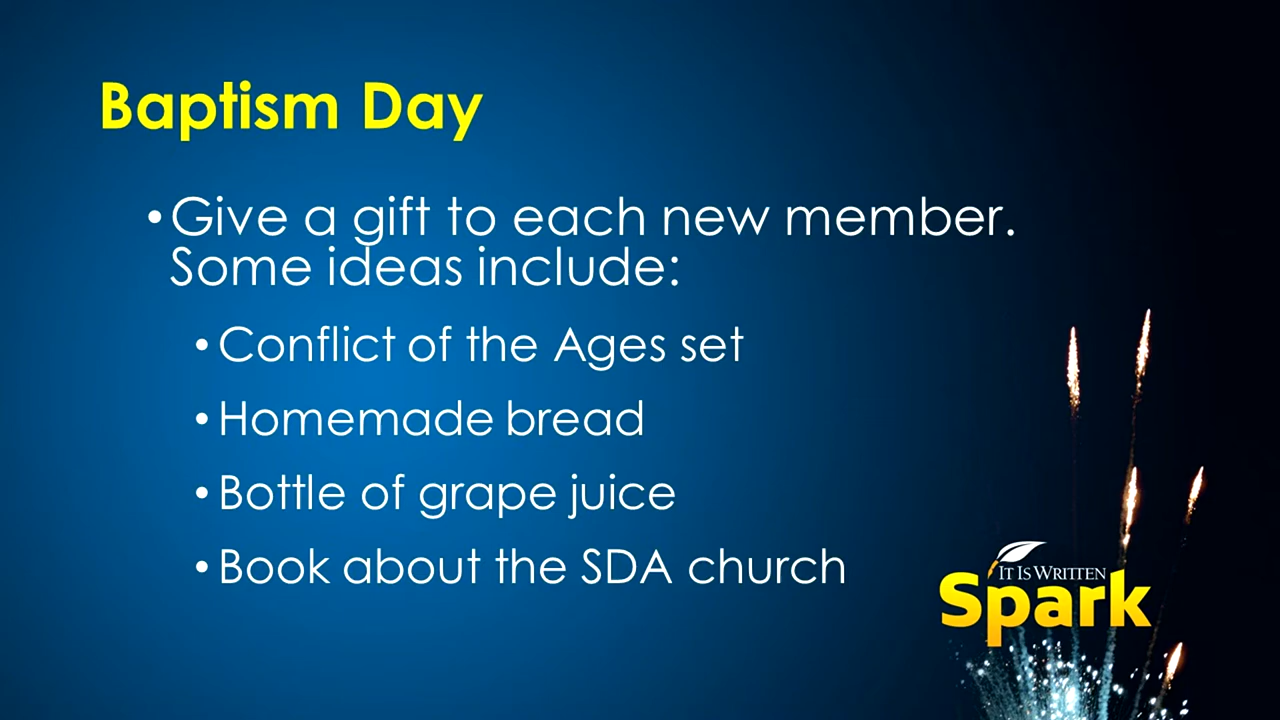 Baptism Day
•Give a gift to each new member.
Some ideas include:
•Conflict of the Ages set
•Homemade bread
•Bottle of grape juice
•Book about the SDA church
IT IS WRITTEN
Spark